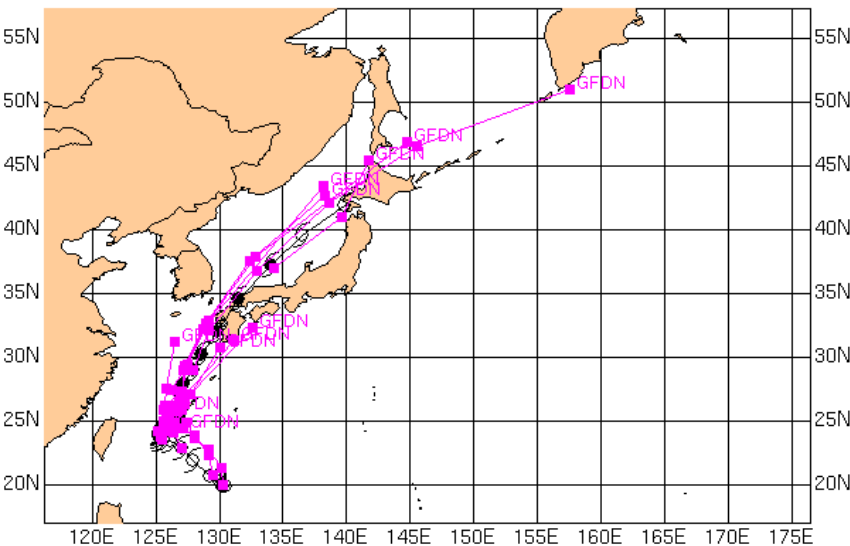 55N 55N
GFDN
50N 50N
GFDN
GFDN
45N 45N
GFDN
GFDN
40N 40N
35N 35N
GFDN
GFDN
30N 30N
DN
25N GFDN 25N
20N 20N
120E 125E 130E 135E 140E 145E 150E 155E 160E 165E 170E 175E